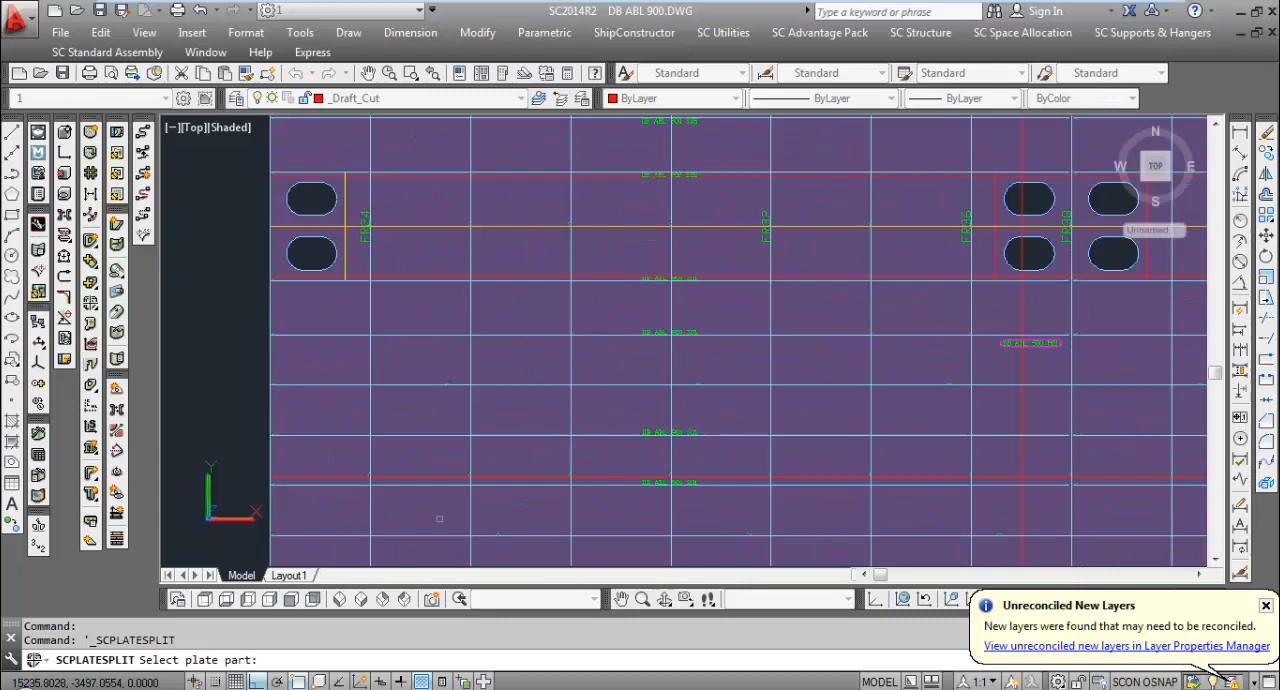 1
SC2014R2 DB ABL 900.DWG
Type a keyword or phrase
Sign In
File Edit View Insert Format Tools Draw Dimension Modify Parametric ShipConstructor SC Utilities SC Advantage Pack SC Structure SC Space Allocation SC Supports & Hangers
SC Standard Assembly Window Help Express
Standard Standard Standard Standard
1 _Draft_Cut ByLayer ByLayer ByLayer ByColor
[−][Top][Shaded]
N
W TOP E
S
Unnamed
FR24 FR32 FR36 FR38
Y
X
Model Layout1
Unreconciled New Layers
New layers were found that may need to be reconciled.
View unreconciled new layers in Layer Properties Manager
Command:
Command: '_SCPLATESPLIT
SCPLATESPLIT Select plate part:
15235.8028, -3497.0554, 0.0000 MODEL 1:1 SCON OSNAP